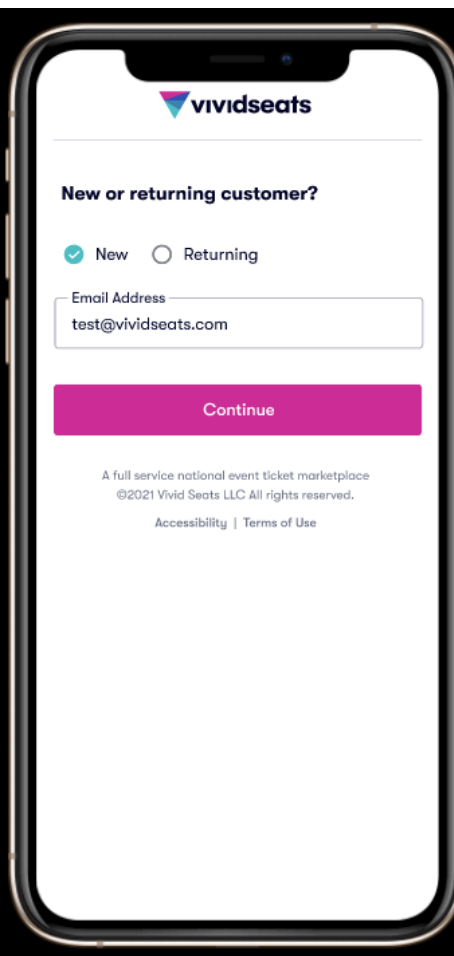 vividseats
New or returning customer?
New Returning
Email Address
test@vividseats.com
Continue
A full service national event ticket marketplace
©2021 Vivid Seats LLC All rights reserved.
Accessibility | Terms of Use